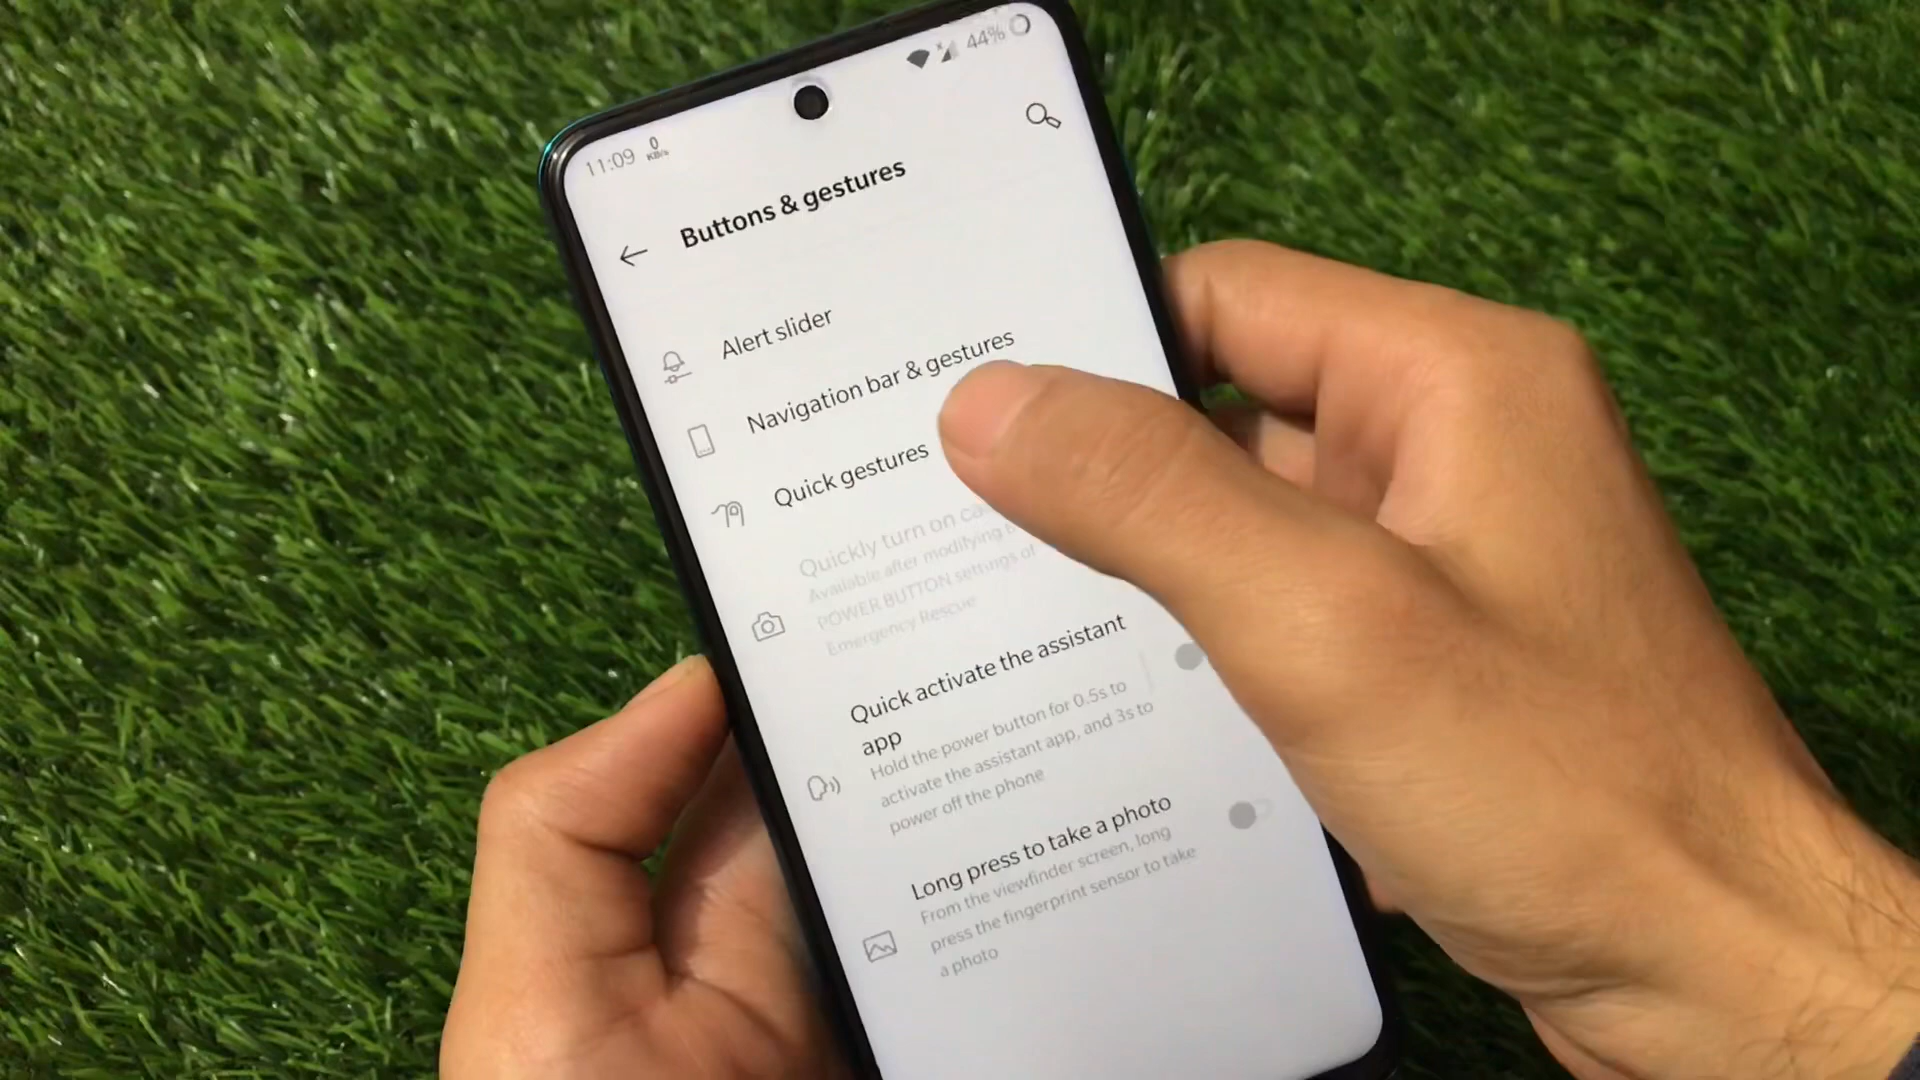 11:09
0
KB/s
44%
Buttons & gestures
Alert slider
Navigation bar & gestures
Quick gestures
Quickly turn on
Available after modifying
POWER BUTTON settings of
Emergency Rescue
Quick activate the assistant
app
Hold the power button for 0.5s to
activate the assistant app, and 3s to
power off the phone
Long press to take a photo
From the viewfinder screen, long
press the fingerprint sensor to take
a photo